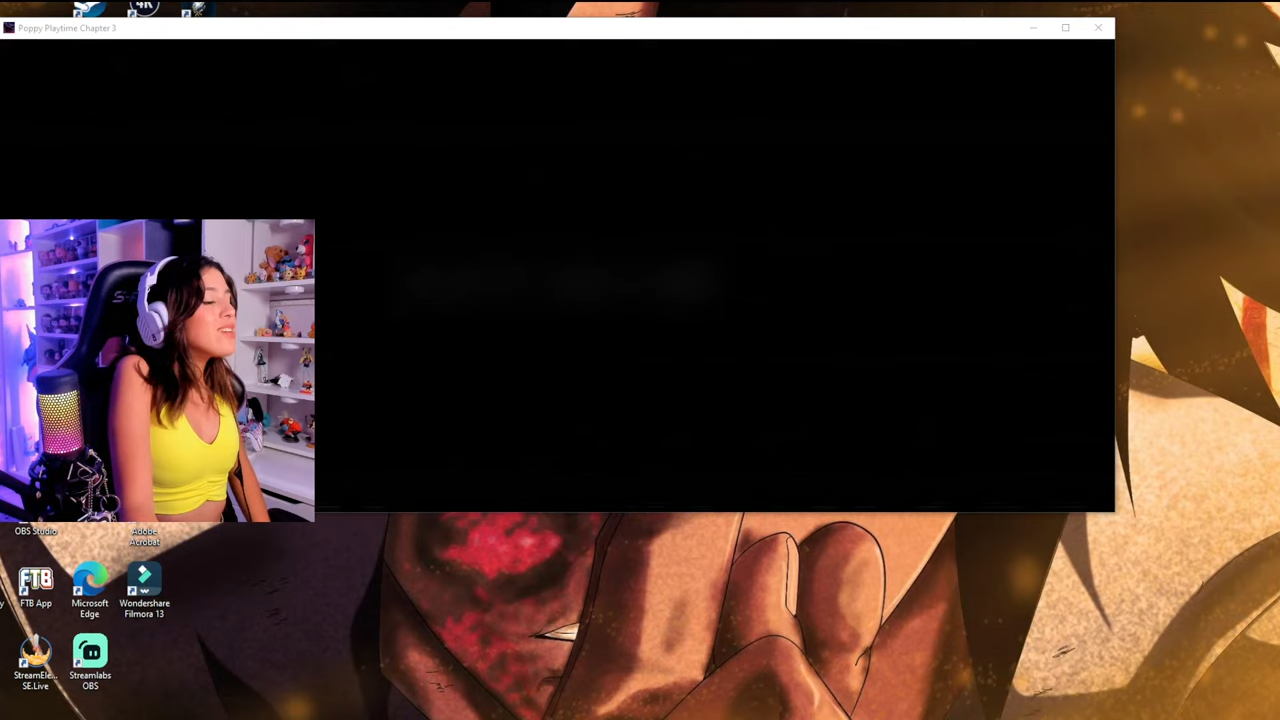 4K
Poppy Playtime Chapter 3
OBS Studio
Adobe
Acrobat
FTB
FTB App
Microsoft
Edge
Wondershare
Filmora 13
StreamEle...
SE.Live
Streamlabs
OBS